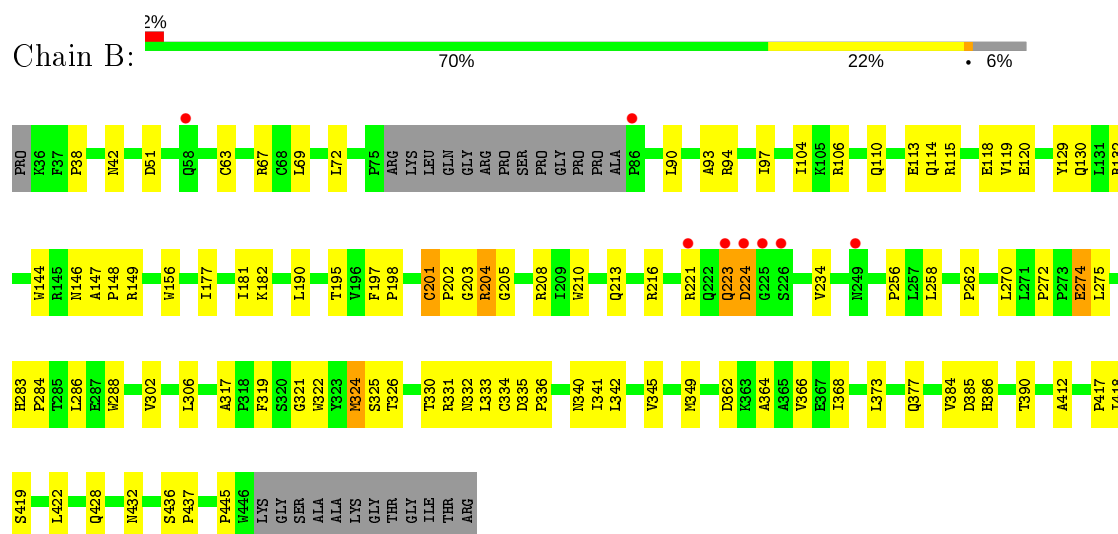 2%
Chain B:
70% 22% • 6%
PRO K36 F37 P38 N42 D51 Q58 C63 R67 C68 L69 L72 P75 ARG LYS LEU GLN GLY ARG PRO SER PRO GLY PRO PRO ALA P86 L90 A93 R94 I97 I104 K105 R106 Q110 E113 Q114 R115 E118 V119 E120 Y129 Q130 L131 R132
W144 R145 N146 A147 P148 R149 W156 I177 I181 K182 L190 T195 V196 F197 P198 C201 P202 G203 R204 G205 R208 I209 W210 Q213 R216 R221 Q222 Q223 D224 G225 S226 V234 N249 P256 L257 L258 P262 L270 L271 P272 P273 E274 L275
H283 P284 T285 L286 E287 W288 V302 L306 A317 P318 F319 S320 G321 W322 Y323 M324 S325 T326 T330 R331 N332 L333 C334 D335 P336 N340 I341 L342 V345 M349 D362 K363 A364 A365 V366 E367 I368 L373 Q377 V384 D385 H386 T390 A412 P417
S419 L422 Q428 N432 S436 P437 P445 W446 LYS GLY SER ALA ALA LYS GLY THR GLY ILE THR ARG